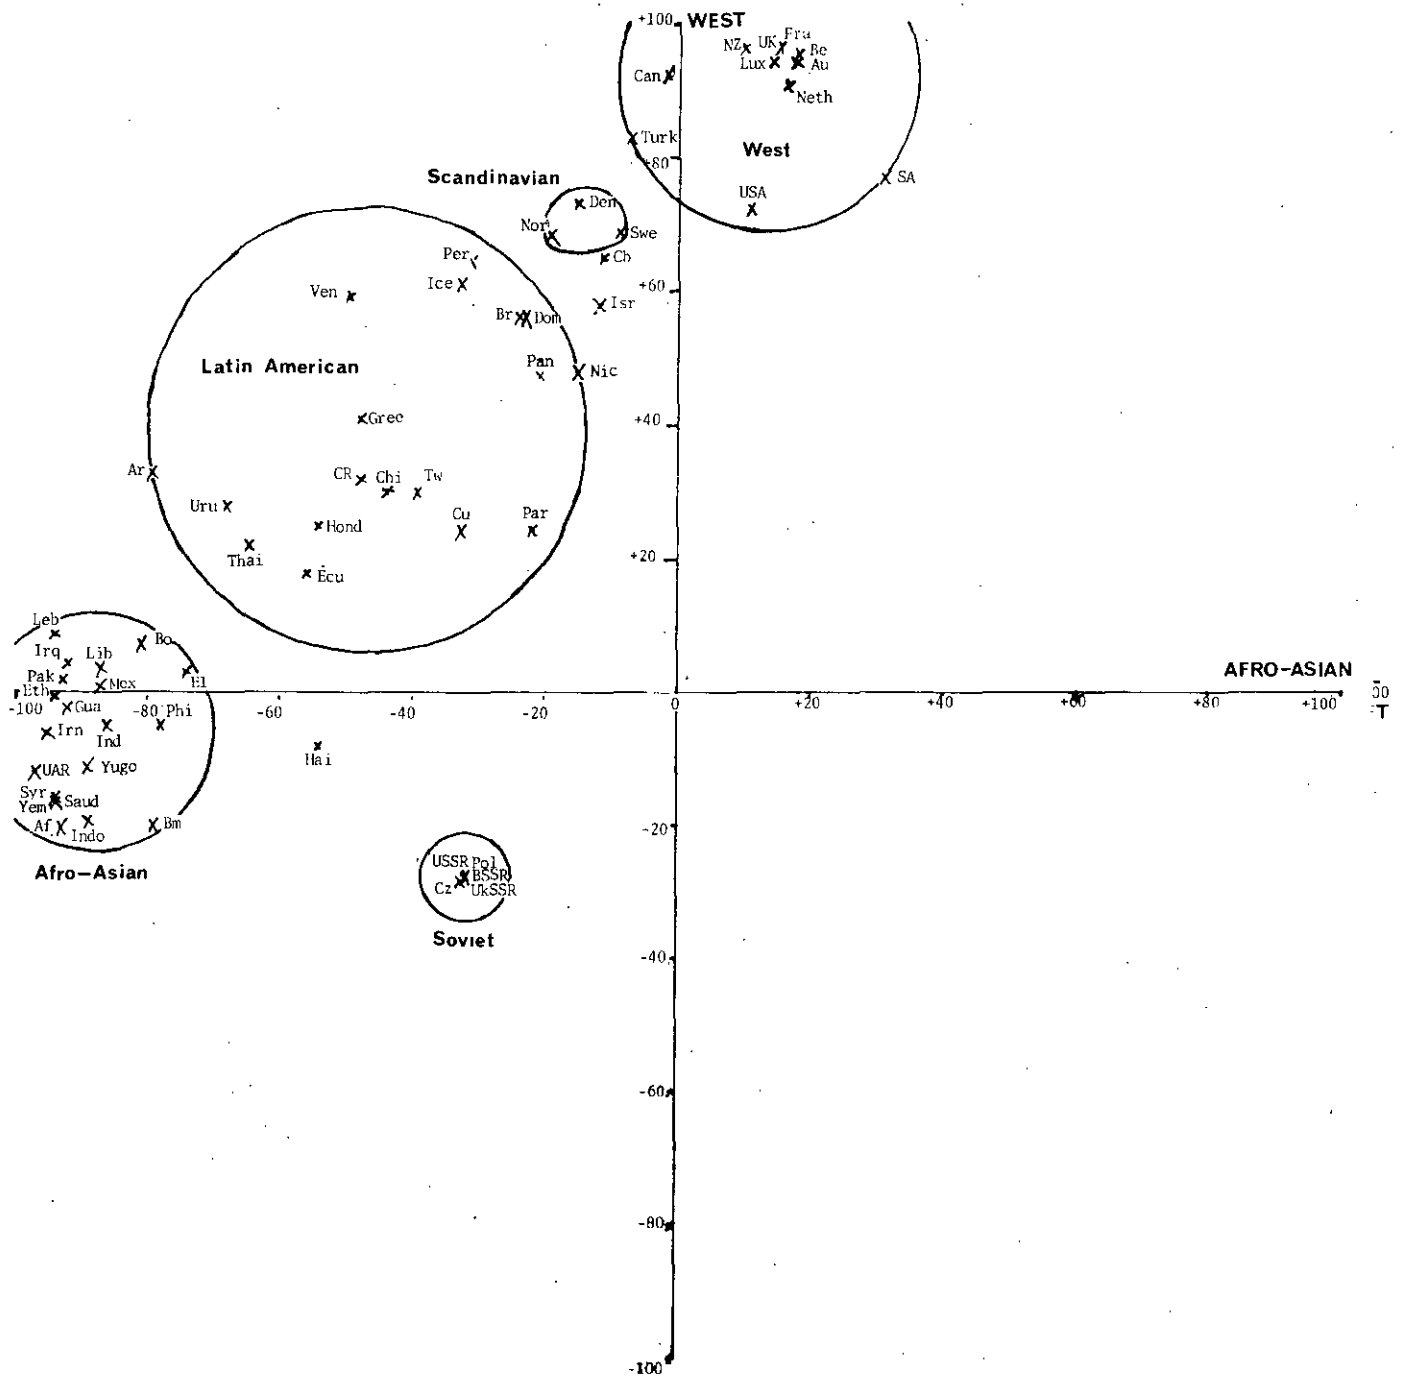 +100 WEST
NZ UK Fra
Be
Lux Au
Can
Neth
Turk
West
+80
Scandinavian
SA
USA
Den
Nor Swe
Per Cb
Ice
Ven +60
Isr
Br Dom
Pan
Latin American
Nic
Gree +40
Ar CR Chi Tw
Uru Cu Par
Hond
Thai +20
Ecu
Leb
Bo
Irq Lib
Pak Mex El
Eth
AFRO-ASIAN
-100 Gua -80 Phi -60 -40 -20 0 +20 +40 +60 +80 +100 00
-T
Irn Ind
Hai
UAR Yugo
Syr
Yem Saud
Af Indo Bm
-20
Afro-Asian
USSR Pol
BSSR
Cz UkSSR
Soviet
-40
-60
-80
-100